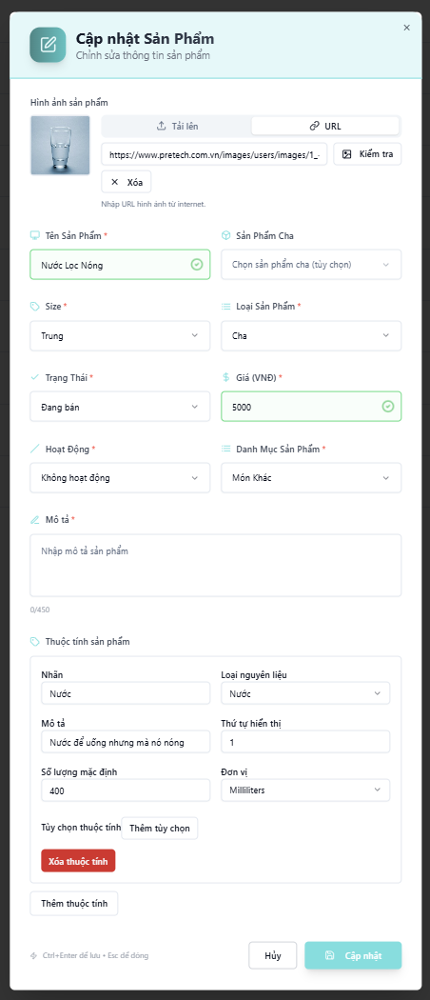 Cập nhật Sản Phẩm
Chỉnh sửa thông tin sản phẩm
Hình ảnh sản phẩm
Tải lên
URL
https://www.pretech.com.vn/images/users/images/1_-
Kiểm tra
Xóa
Nhập URL hình ảnh từ internet.
Tên Sản Phẩm *
Sản Phẩm Cha
Nước Lọc Nóng
Chọn sản phẩm cha (tùy chọn)
Size *
Loại Sản Phẩm *
Trung
Cha
Trạng Thái *
Giá (VNĐ) *
Đang bán
5000
Hoạt Động *
Danh Mục Sản Phẩm *
Không hoạt động
Món Khác
Mô tả *
Nhập mô tả sản phẩm
0/450
Thuộc tính sản phẩm
Nhãn
Loại nguyên liệu
Nước
Nước
Mô tả
Thứ tự hiển thị
Nước để uống nhưng mà nó nóng
1
Số lượng mặc định
Đơn vị
400
Milliliters
Tùy chọn thuộc tính
Thêm tùy chọn
Xóa thuộc tính
Thêm thuộc tính
Ctrl+Enter để lưu • Esc để đóng
Hủy
Cập nhật